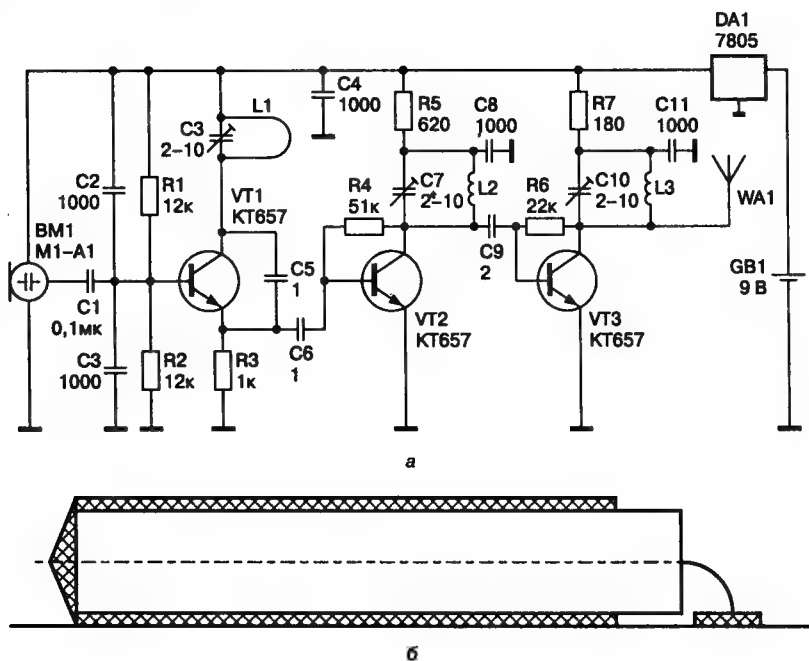 DA1
7805
C4
1000
R5
620
C8
1000
R7
180
C11
1000
L1
C3
2–10
C2
1000
R1
12к
VT1
КТ657
R4
51к
C7
2–10
L2
R6
22к
C10
2–10
L3
WA1
BM1
М1–А1
C1
0,1мк
C5
1
C9
2
GB1
9 В
C3
1000
R2
12к
R3
1к
C6
1
VT2
КТ657
VT3
КТ657
а
б